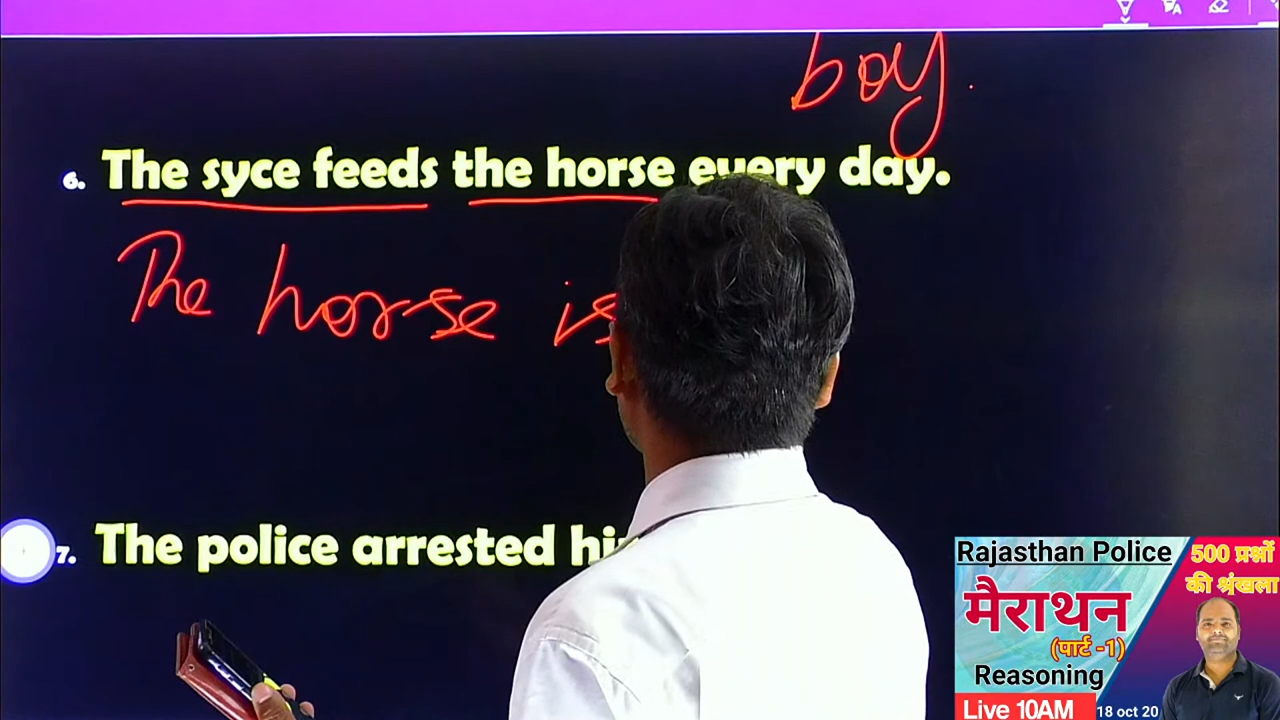 boy.
6. The syce feeds the horse every day.
The horse is
7. The police arrested
Rajasthan Police
मैराथन
(पार्ट -1)
Reasoning
Live 10AM
18 oct 20
500 प्रश्नों
की श्रृंखला